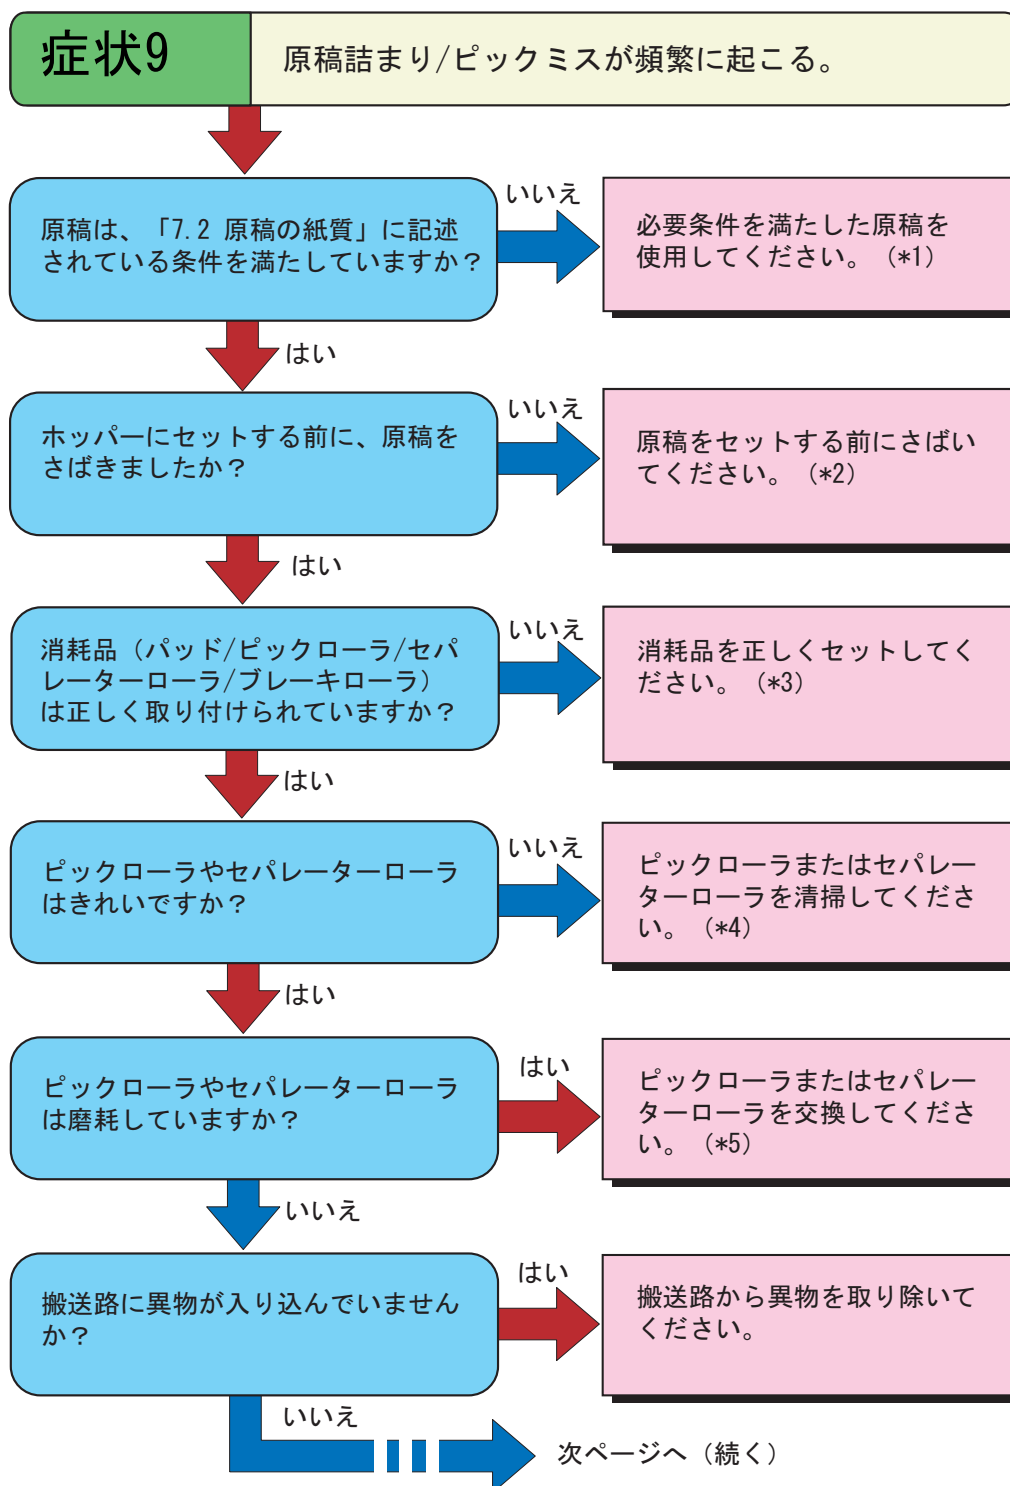 症状9
原稿詰まり/ピックミスが頻繁に起こる。
いいえ
原稿は、「7.2 原稿の紙質」に記述
されている条件を満たしていますか？
必要条件を満たした原稿を
使用してください。（*1）
はい
いいえ
ホッパーにセットする前に、原稿を
さばきましたか？
原稿をセットする前にさばい
てください。（*2）
はい
いいえ
消耗品（パッド/ピックローラ/セパ
レーターローラ/ブレーキローラ）
は正しく取り付けられていますか？
消耗品を正しくセットしてく
ださい。（*3）
はい
いいえ
ピックローラやセパレーターローラ
はきれいですか？
ピックローラまたはセパレー
ターローラを清掃してくださ
い。（*4）
はい
はい
ピックローラやセパレーターローラ
は磨耗していますか？
ピックローラまたはセパレー
ターローラを交換してくださ
い。（*5）
いいえ
はい
搬送路に異物が入り込んでいません
か？
搬送路から異物を取り除いて
ください。
いいえ
次ページへ（続く）